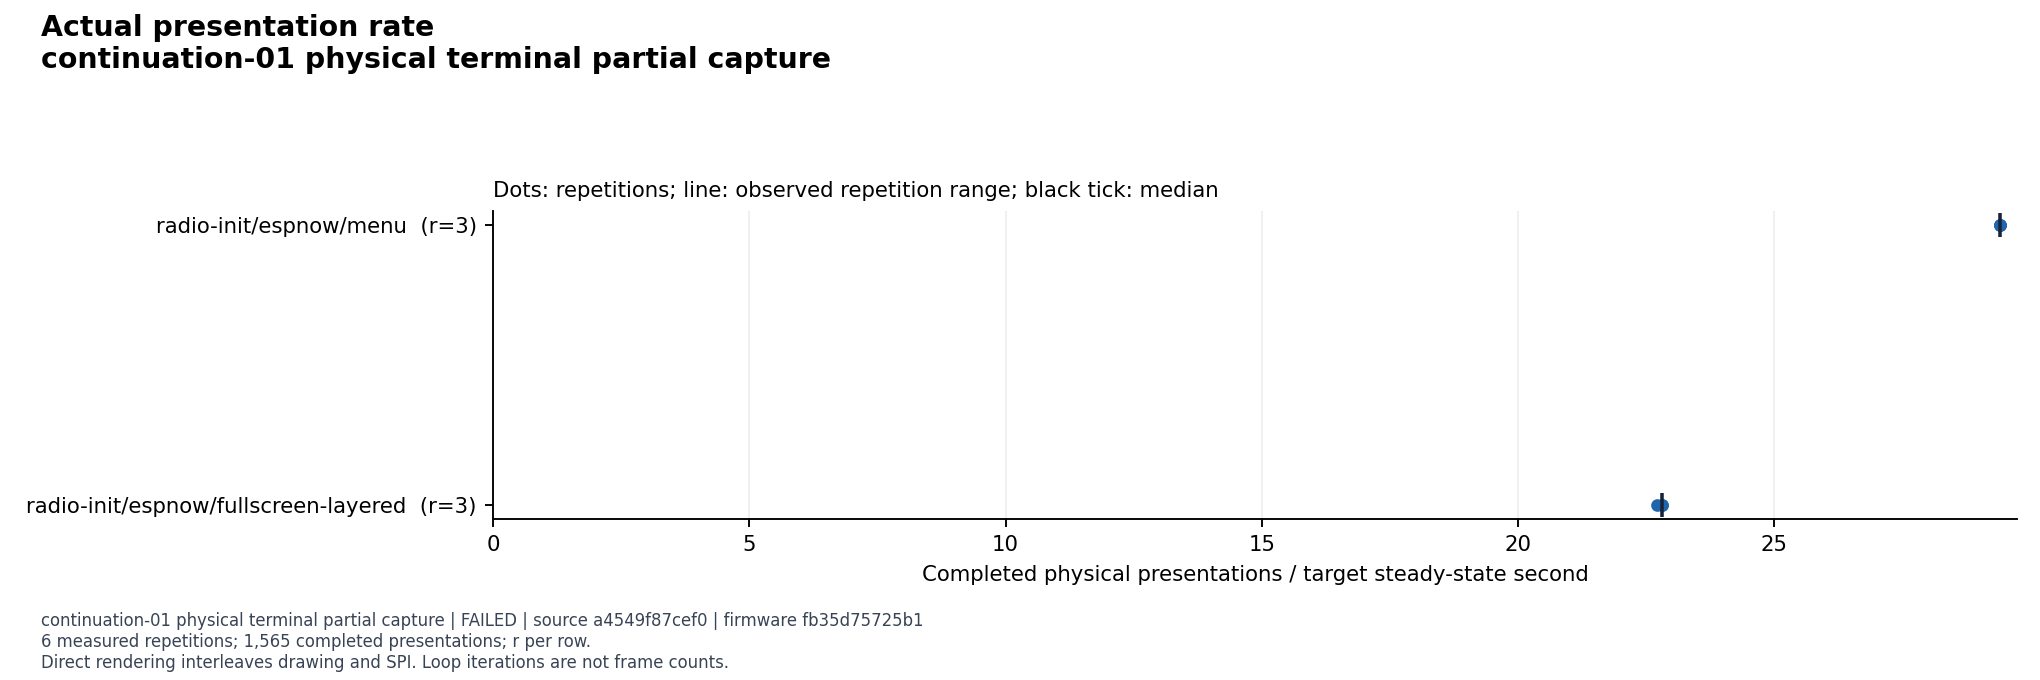 Actual presentation rate
continuation-01 physical terminal partial capture
Dots: repetitions; line: observed repetition range; black tick: median
radio-init/espnow/menu  (r=3)
radio-init/espnow/fullscreen-layered  (r=3)
0 5 10 15 20 25
Completed physical presentations / target steady-state second
continuation-01 physical terminal partial capture | FAILED | source a4549f87cef0 | firmware fb35d75725b1
6 measured repetitions; 1,565 completed presentations; r per row.
Direct rendering interleaves drawing and SPI. Loop iterations are not frame counts.